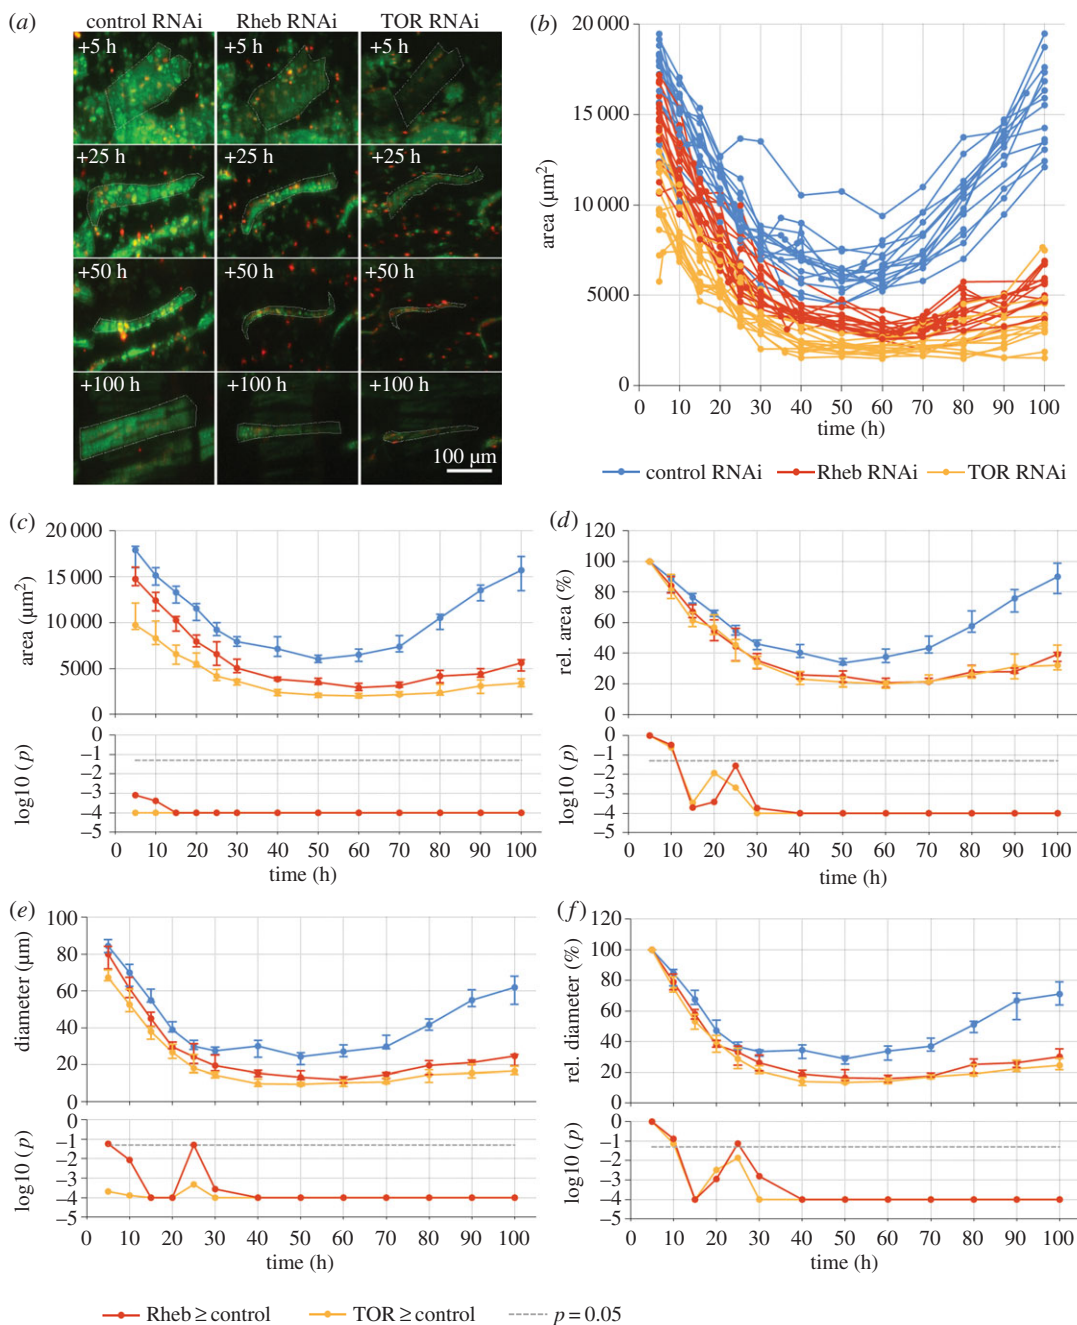 (a) control RNAi Rheb RNAi TOR RNAi
+5 h +5 h +5 h
+25 h +25 h +25 h
+50 h +50 h +50 h
+100 h +100 h +100 h
100 µm
(b)
20 000
15 000
10 000
5000
0
area (µm²)
0 10 20 30 40 50 60 70 80 90 100
time (h)
control RNAi Rheb RNAi TOR RNAi
(c)
20 000
15 000
10 000
5000
0
area (µm²)
0
−1
−2
−3
−4
−5
log10 (p)
0 10 20 30 40 50 60 70 80 90 100
time (h)
(d)
120
100
80
60
40
20
0
rel. area (%)
0
−1
−2
−3
−4
−5
log10 (p)
0 10 20 30 40 50 60 70 80 90 100
time (h)
(e)
100
80
60
40
20
0
diameter (µm)
0
−1
−2
−3
−4
−5
log10 (p)
0 10 20 30 40 50 60 70 80 90 100
time (h)
(f)
120
100
80
60
40
20
0
rel. diameter (%)
0
−1
−2
−3
−4
−5
log10 (p)
0 10 20 30 40 50 60 70 80 90 100
time (h)
Rheb ≥ control TOR ≥ control p = 0.05